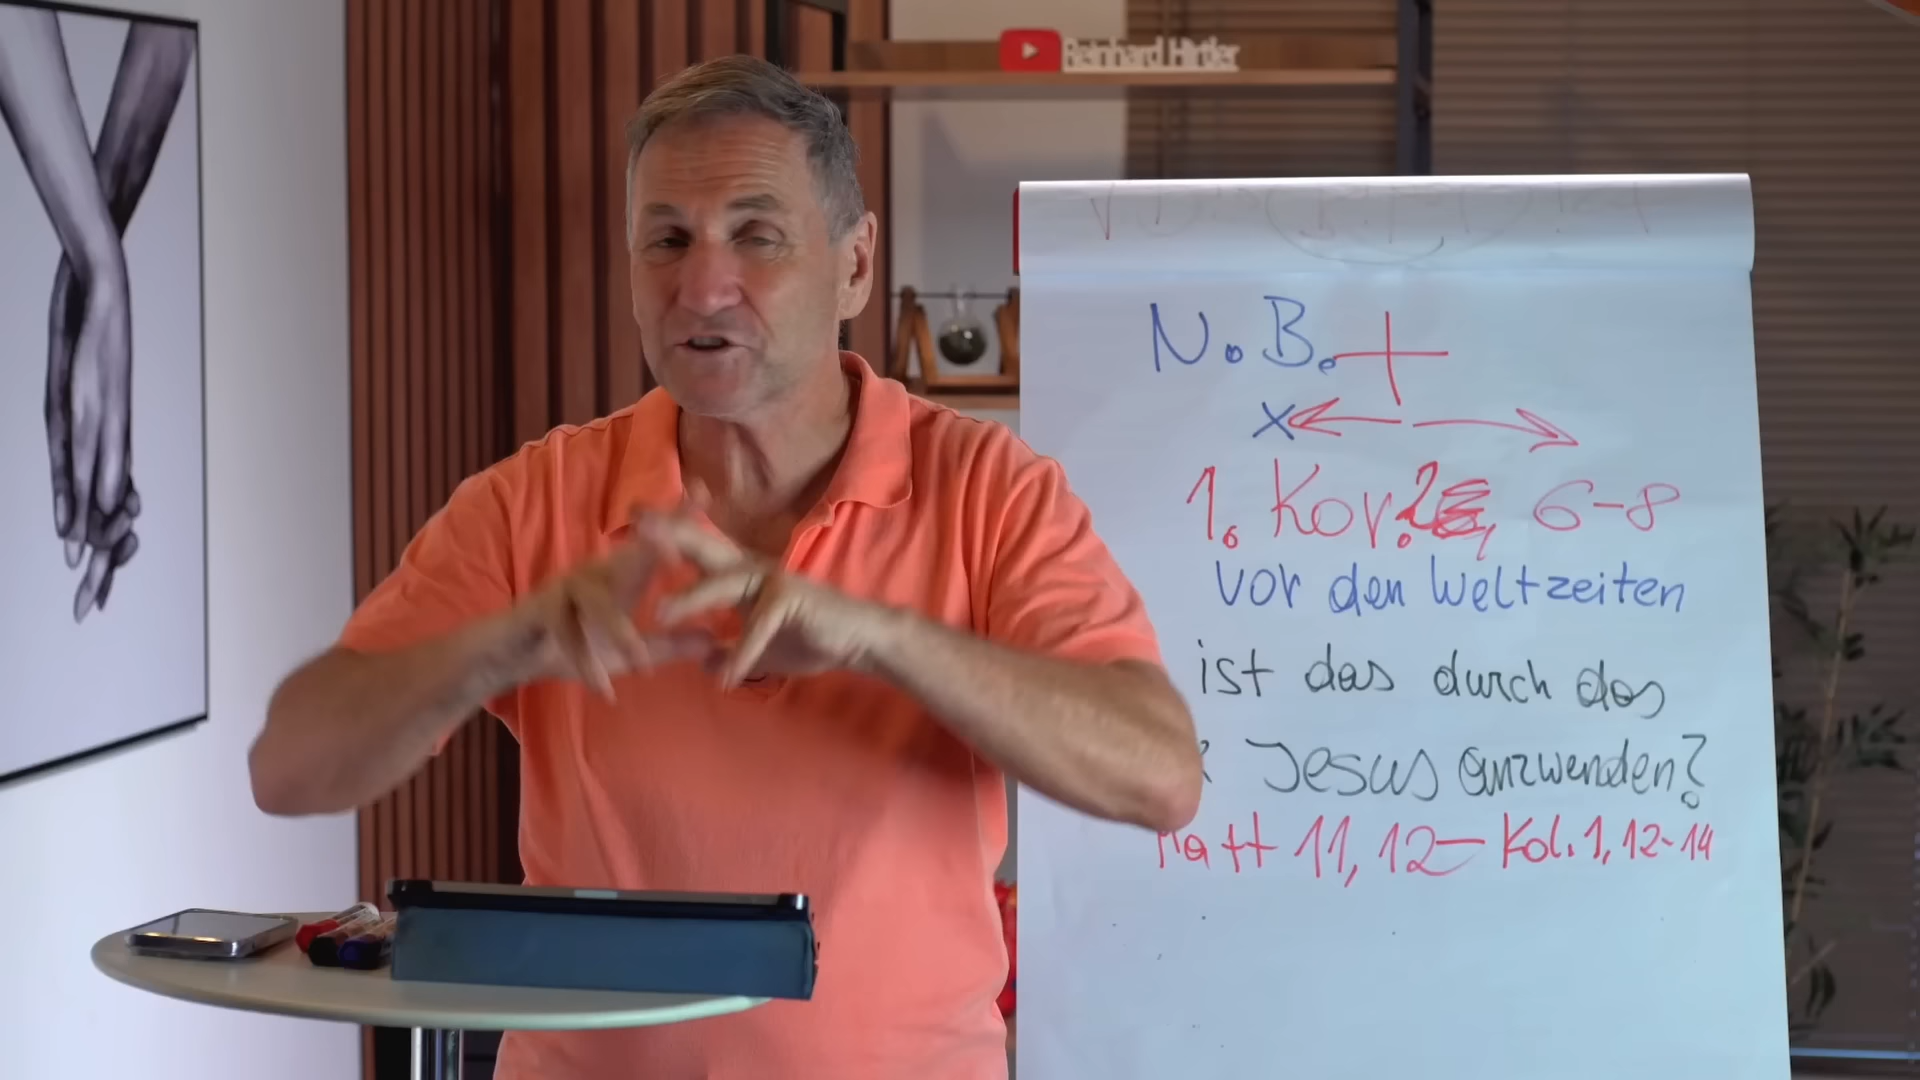 Reinhard Hirtler
N. B.
X
1. Kor. 2, 6-8
vor den Weltzeiten
ist das durch das
Jesus anzwenden?
Matt 11, 12 - Kol. 1, 12-14